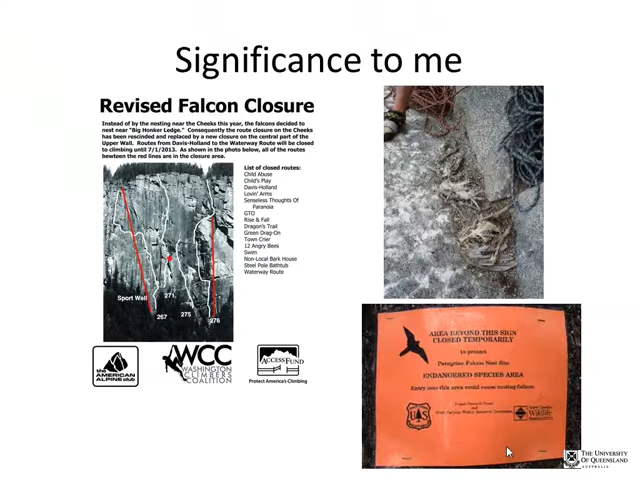 Significance to me
Revised Falcon Closure
Instead of by the nesting near the Cheeks this year, the falcons decided to
nest near "Big Honker Ledge." Consequently the route closure on the Cheeks
has been rescinded and replaced by a new closure on the central part of the
Upper Wall. Routes from Davis-Holland to the Waterway Route will be closed
to climbing until 7/1/2013. As shown in the photo below, all of the routes
bewteen the red lines are in the closure area.
List of closed routes:
Child Abuse
Child's Play
Davis-Holland
Lovin' Arms
Senseless Thoughts Of
Paranoia
GTO
Rise & Fall
Dragon's Trail
Green Drag-On
Town Crier
12 Angry Bees
Swim
Non-Local Bark House
Steel Pole Bathtub
Waterway Route
Sport Wall
271.
267
275
276
the
AMERICAN
ALPINE CLUB
WCC
WASHINGTON
CLIMBERS
COALITION
ACCESS FUND
Protect America's Climbing
AREA BEYOND THIS SIGN
CLOSED TEMPORARILY
to protect
Peregrine Falcon Nest Site
ENDANGERED SPECIES AREA
Entry into this area could cause nesting failure.
and
Wildlife
THE UNIVERSITY
OF QUEENSLAND
AUSTRALIA